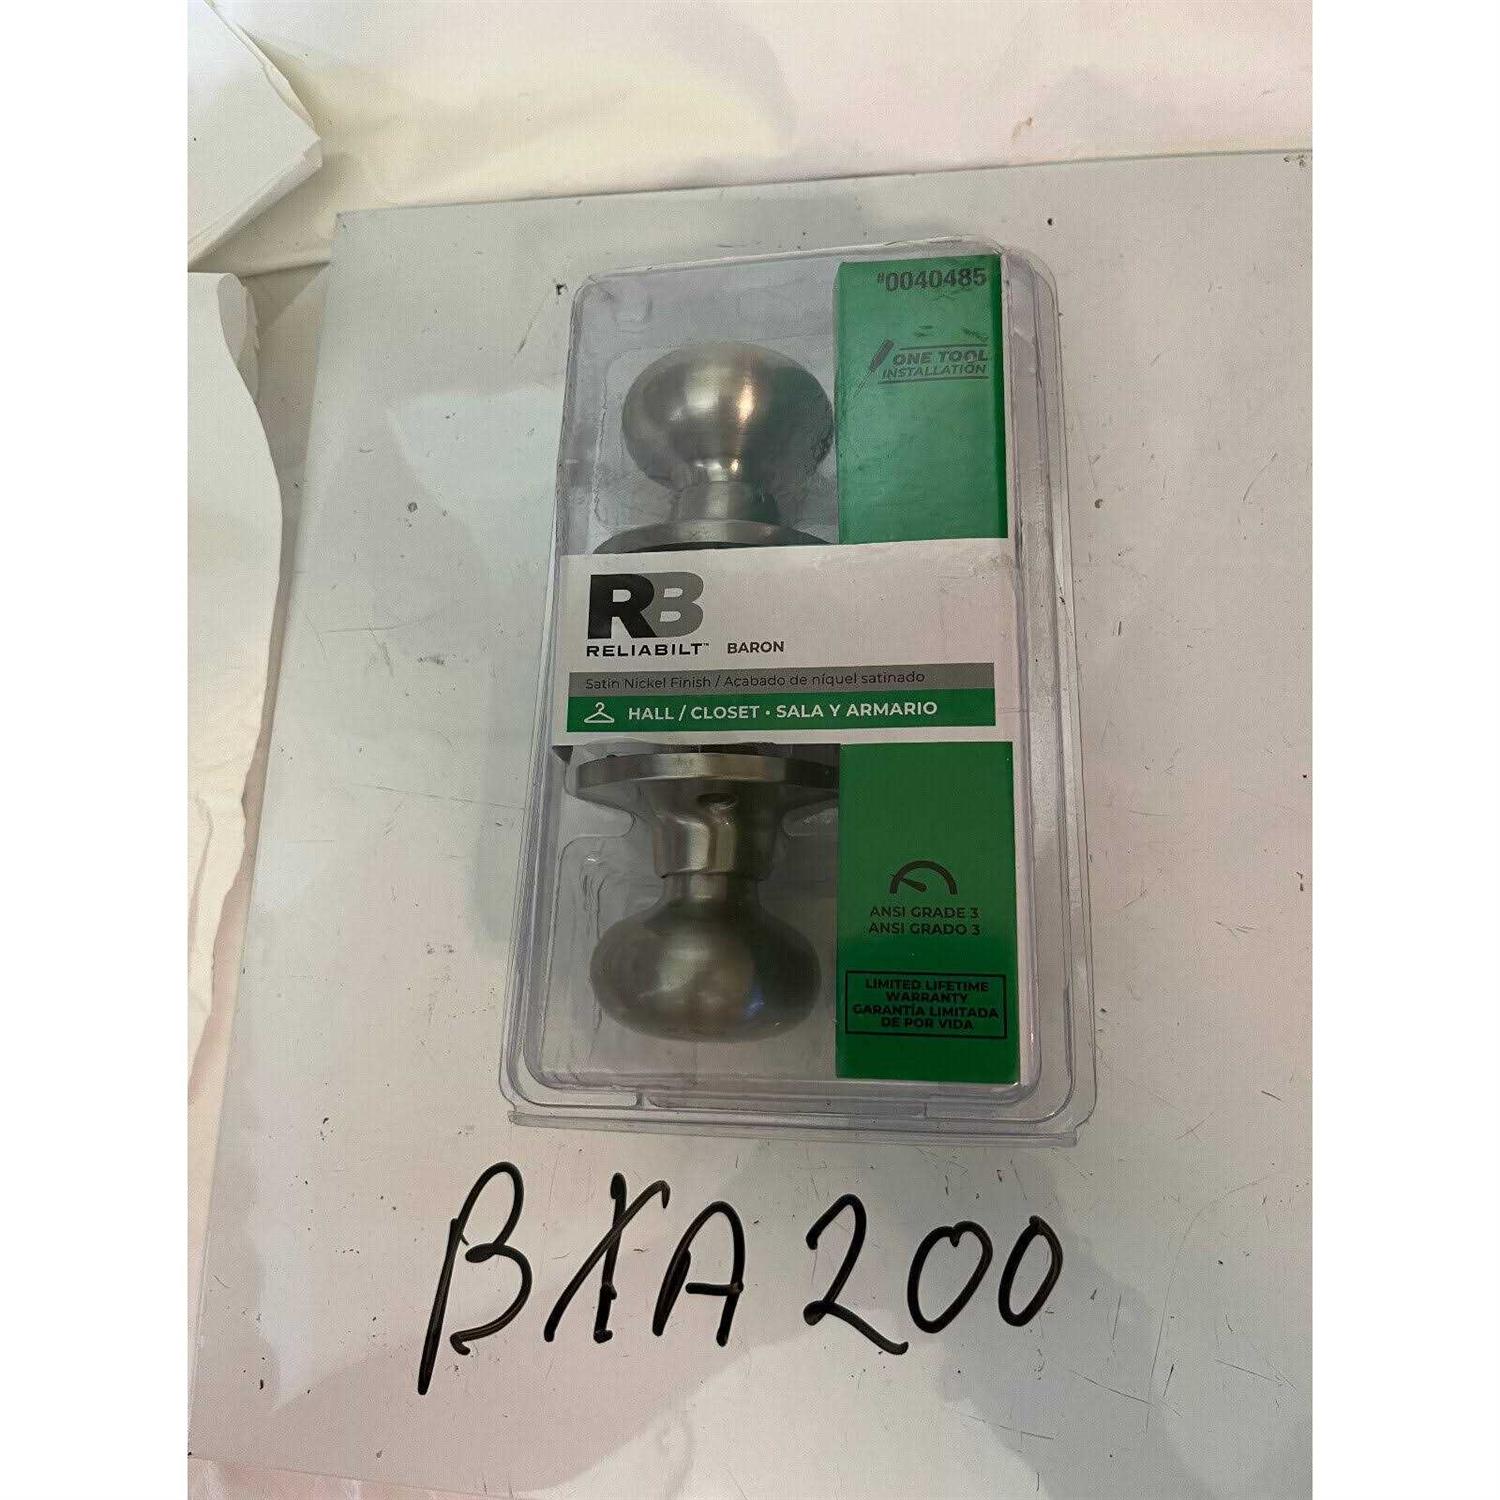 #0040485
ONE TOOL
INSTALLATION
RB
RELIABILT™ BARON
Satin Nickel Finish / Acabado de níquel satinado
HALL / CLOSET • SALA Y ARMARIO
ANSI GRADE 3
ANSI GRADO 3
LIMITED LIFETIME
WARRANTY
GARANTÍA LIMITADA
DE POR VIDA
BXA200